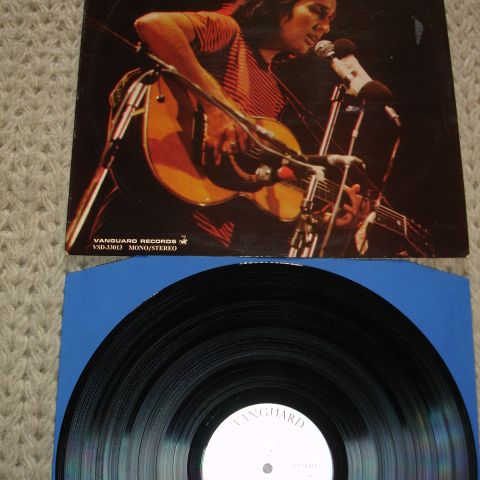 VANGUARD RECORDS
VSD-33013 MONO/STEREO
VANGUARD